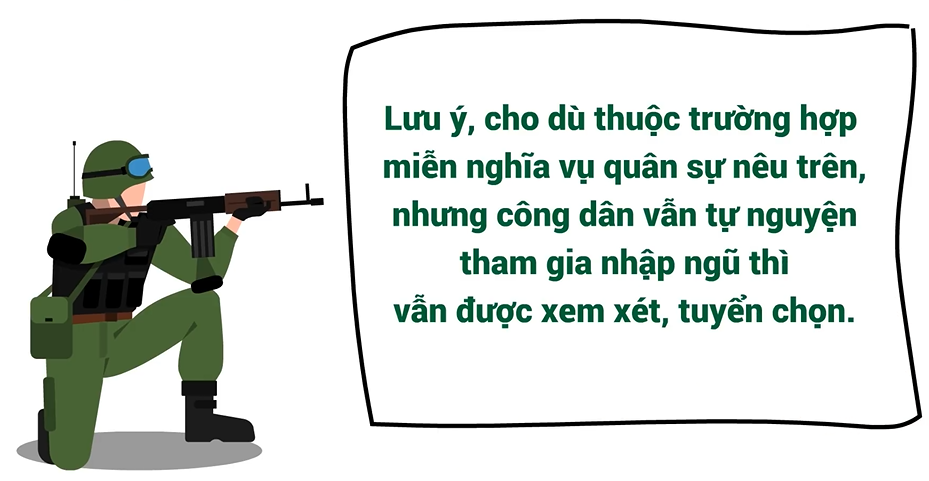 Lưu ý, cho dù thuộc trường hợp
miễn nghĩa vụ quân sự nêu trên,
nhưng công dân vẫn tự nguyện
tham gia nhập ngũ thì
vẫn được xem xét, tuyển chọn.